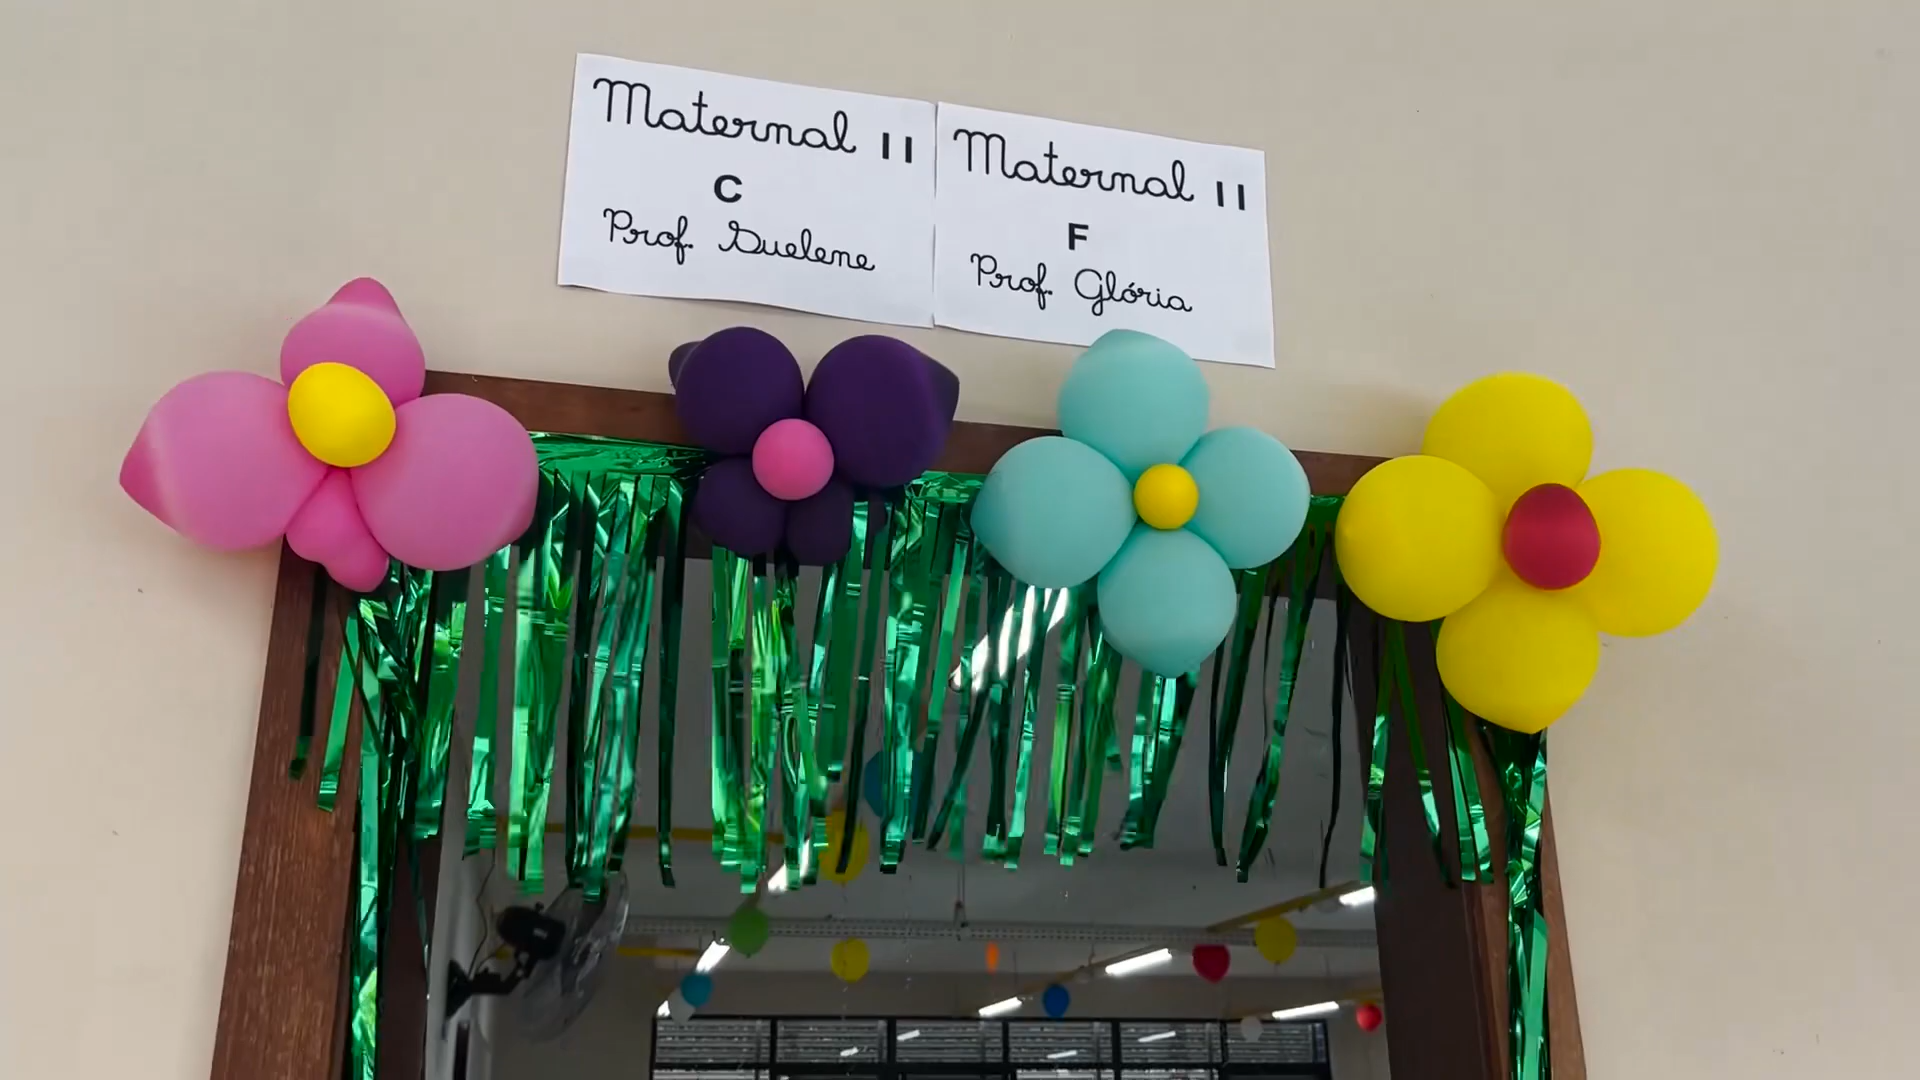 Maternal II
C
Prof. Suelene
Maternal II
F
Prof. Glória